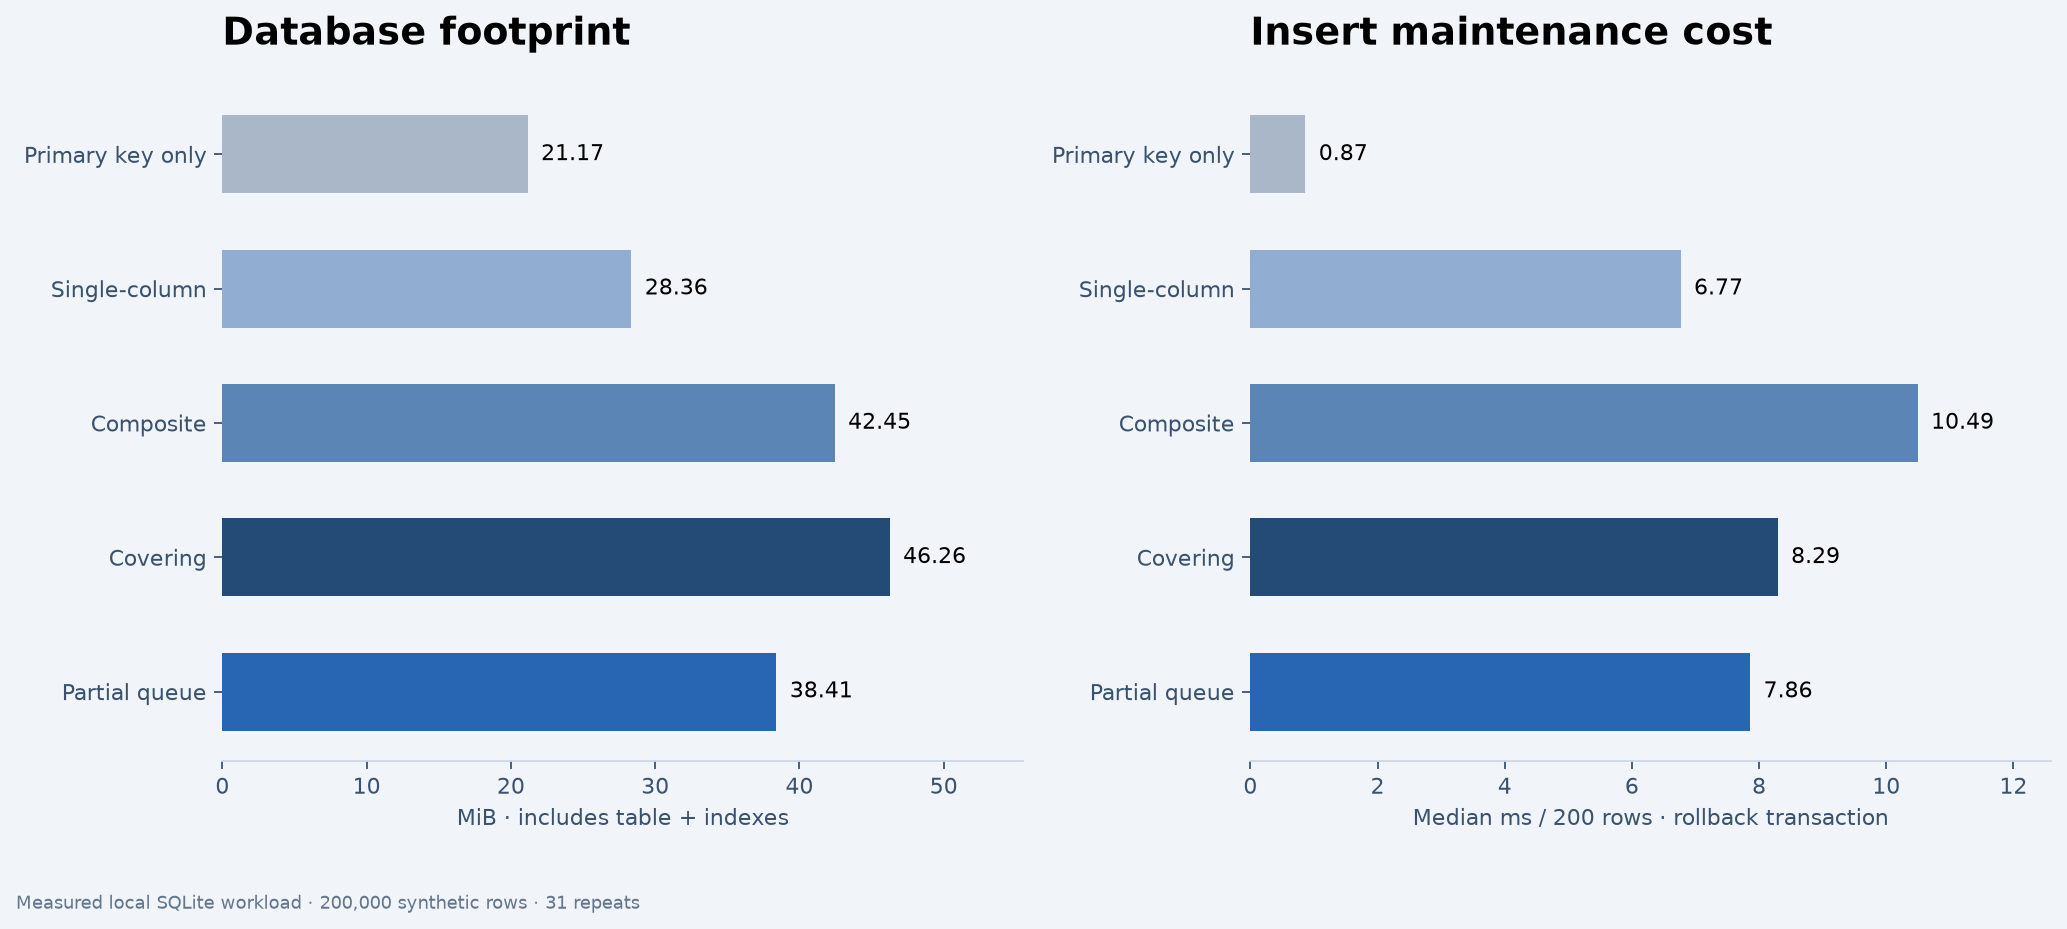 Database footprint
Primary key only
21.17
Single-column
28.36
Composite
42.45
Covering
46.26
Partial queue
38.41
0 10 20 30 40 50
MiB · includes table + indexes
Insert maintenance cost
Primary key only
0.87
Single-column
6.77
Composite
10.49
Covering
8.29
Partial queue
7.86
0 2 4 6 8 10 12
Median ms / 200 rows · rollback transaction
Measured local SQLite workload · 200,000 synthetic rows · 31 repeats